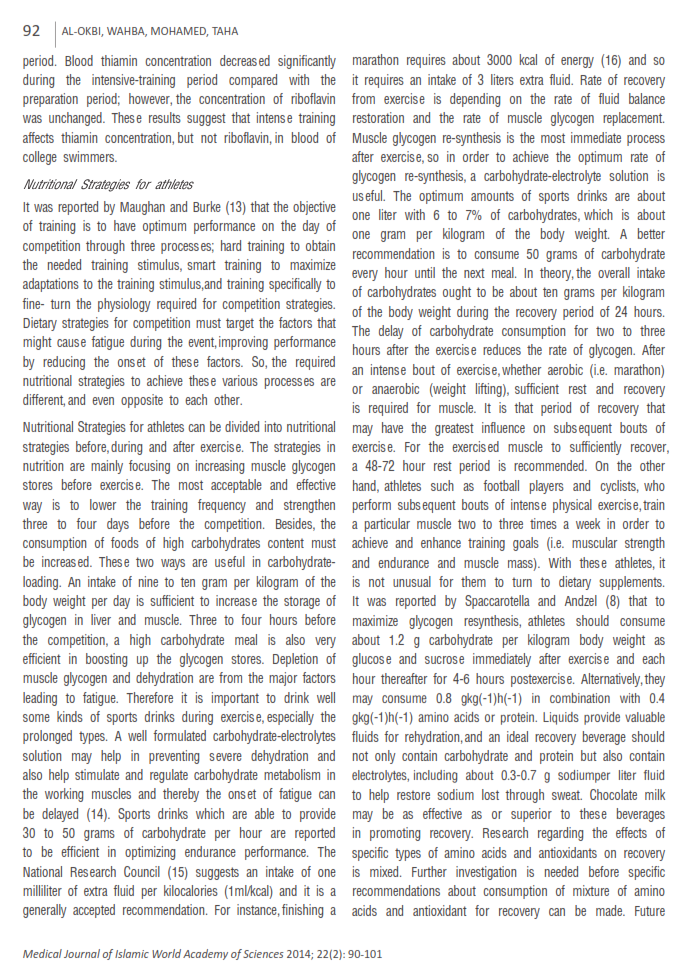 92 AL-OKBI, WAHBA, MOHAMED, TAHA
period. Blood thiamin concentration decreased significantly
during the intensive-training period compared with the
preparation period; however, the concentration of riboflavin
was unchanged. These results suggest that intense training
affects thiamin concentration, but not riboflavin, in blood of
college swimmers.
Nutritional Strategies for athletes
It was reported by Maughan and Burke (13) that the objective
of training is to have optimum performance on the day of
competition through three processes; hard training to obtain
the needed training stimulus, smart training to maximize
adaptations to the training stimulus,and training specifically to
fine- turn the physiology required for competition strategies.
Dietary strategies for competition must target the factors that
might cause fatigue during the event,improving performance
by reducing the onset of these factors. So, the required
nutritional strategies to achieve these various processes are
different, and even opposite to each other.
Nutritional Strategies for athletes can be divided into nutritional
strategies before, during and after exercise. The strategies in
nutrition are mainly focusing on increasing muscle glycogen
stores before exercise. The most acceptable and effective
way is to lower the training frequency and strengthen
three to four days before the competition. Besides, the
consumption of foods of high carbohydrates content must
be increased. These two ways are useful in carbohydrate-
loading. An intake of nine to ten gram per kilogram of the
body weight per day is sufficient to increase the storage of
glycogen in liver and muscle. Three to four hours before
the competition, a high carbohydrate meal is also very
efficient in boosting up the glycogen stores. Depletion of
muscle glycogen and dehydration are from the major factors
leading to fatigue. Therefore it is important to drink well
some kinds of sports drinks during exercise, especially the
prolonged types. A well formulated carbohydrate-electrolytes
solution may help in preventing severe dehydration and
also help stimulate and regulate carbohydrate metabolism in
the working muscles and thereby the onset of fatigue can
be delayed (14). Sports drinks which are able to provide
30 to 50 grams of carbohydrate per hour are reported
to be efficient in optimizing endurance performance. The
National Research Council (15) suggests an intake of one
milliliter of extra fluid per kilocalories (1ml/kcal) and it is a
generally accepted recommendation. For instance, finishing a
marathon requires about 3000 kcal of energy (16) and so
it requires an intake of 3 liters extra fluid. Rate of recovery
from exercise is depending on the rate of fluid balance
restoration and the rate of muscle glycogen replacement.
Muscle glycogen re-synthesis is the most immediate process
after exercise, so in order to achieve the optimum rate of
glycogen re-synthesis, a carbohydrate-electrolyte solution is
useful. The optimum amounts of sports drinks are about
one liter with 6 to 7% of carbohydrates, which is about
one gram per kilogram of the body weight. A better
recommendation is to consume 50 grams of carbohydrate
every hour until the next meal. In theory, the overall intake
of carbohydrates ought to be about ten grams per kilogram
of the body weight during the recovery period of 24 hours.
The delay of carbohydrate consumption for two to three
hours after the exercise reduces the rate of glycogen. After
an intense bout of exercise, whether aerobic (i.e. marathon)
or anaerobic (weight lifting), sufficient rest and recovery
is required for muscle. It is that period of recovery that
may have the greatest influence on subsequent bouts of
exercise. For the exercised muscle to sufficiently recover,
a 48-72 hour rest period is recommended. On the other
hand, athletes such as football players and cyclists, who
perform subsequent bouts of intense physical exercise, train
a particular muscle two to three times a week in order to
achieve and enhance training goals (i.e. muscular strength
and endurance and muscle mass). With these athletes, it
is not unusual for them to turn to dietary supplements.
It was reported by Spaccarotella and Andzel (8) that to
maximize glycogen resynthesis, athletes should consume
about 1.2 g carbohydrate per kilogram body weight as
glucose and sucrose immediately after exercise and each
hour thereafter for 4-6 hours postexercise. Alternatively, they
may consume 0.8 gkg(-1)h(-1) in combination with 0.4
gkg(-1)h(-1) amino acids or protein. Liquids provide valuable
fluids for rehydration, and an ideal recovery beverage should
not only contain carbohydrate and protein but also contain
electrolytes, including about 0.3-0.7 g sodiumper liter fluid
to help restore sodium lost through sweat. Chocolate milk
may be as effective as or superior to these beverages
in promoting recovery. Research regarding the effects of
specific types of amino acids and antioxidants on recovery
is mixed. Further investigation is needed before specific
recommendations about consumption of mixture of amino
acids and antioxidant for recovery can be made. Future
Medical Journal of Islamic World Academy of Sciences 2014; 22(2): 90-101